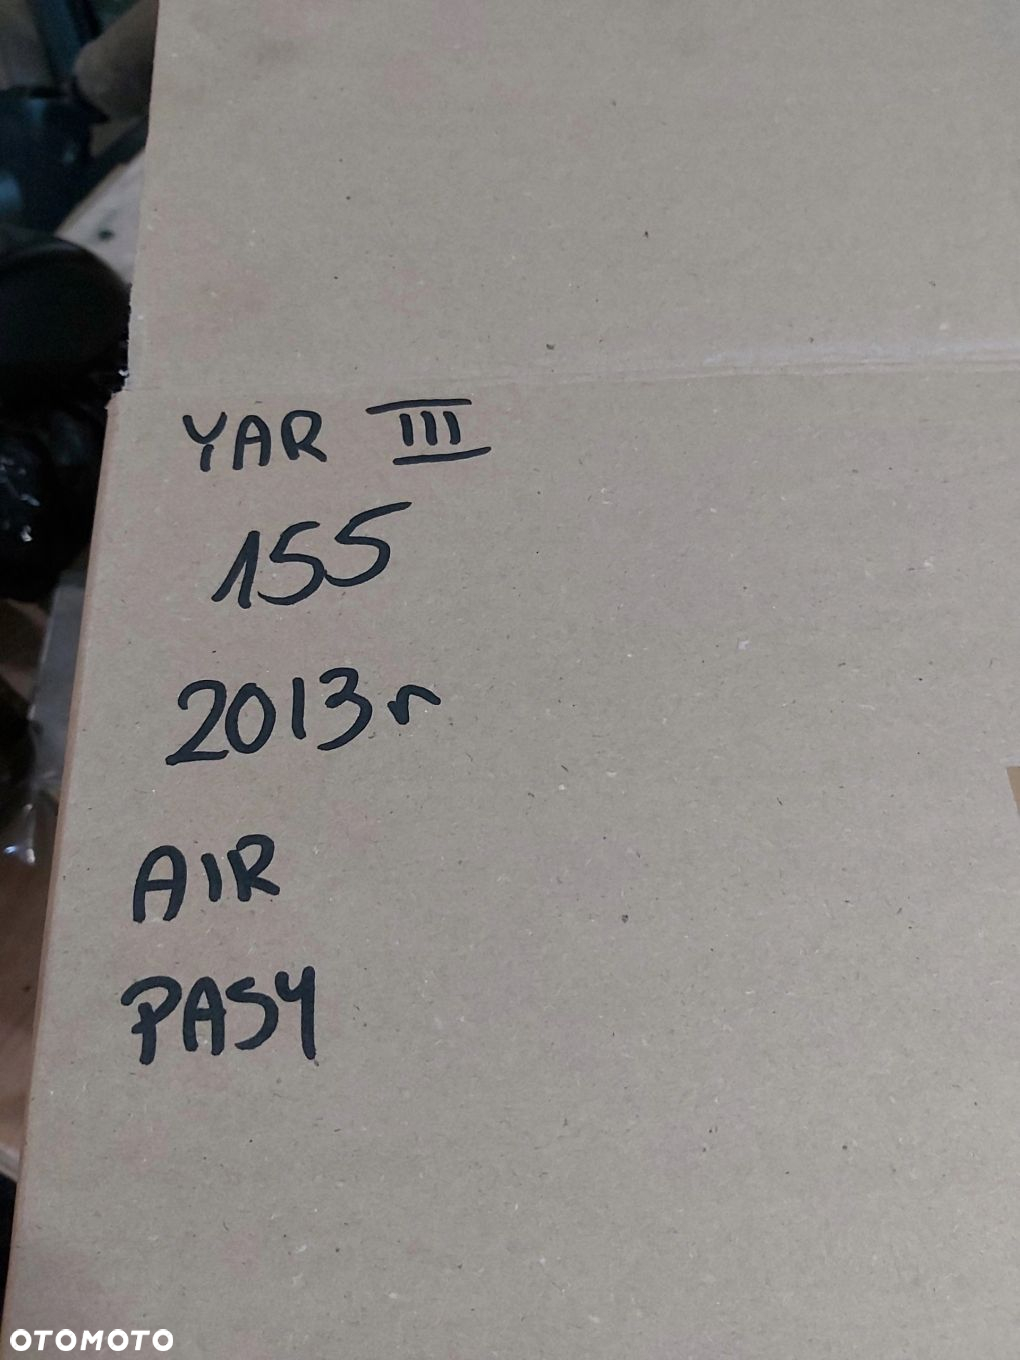 YAR III
155
2013r
AIR
PASY
OTOMOTO